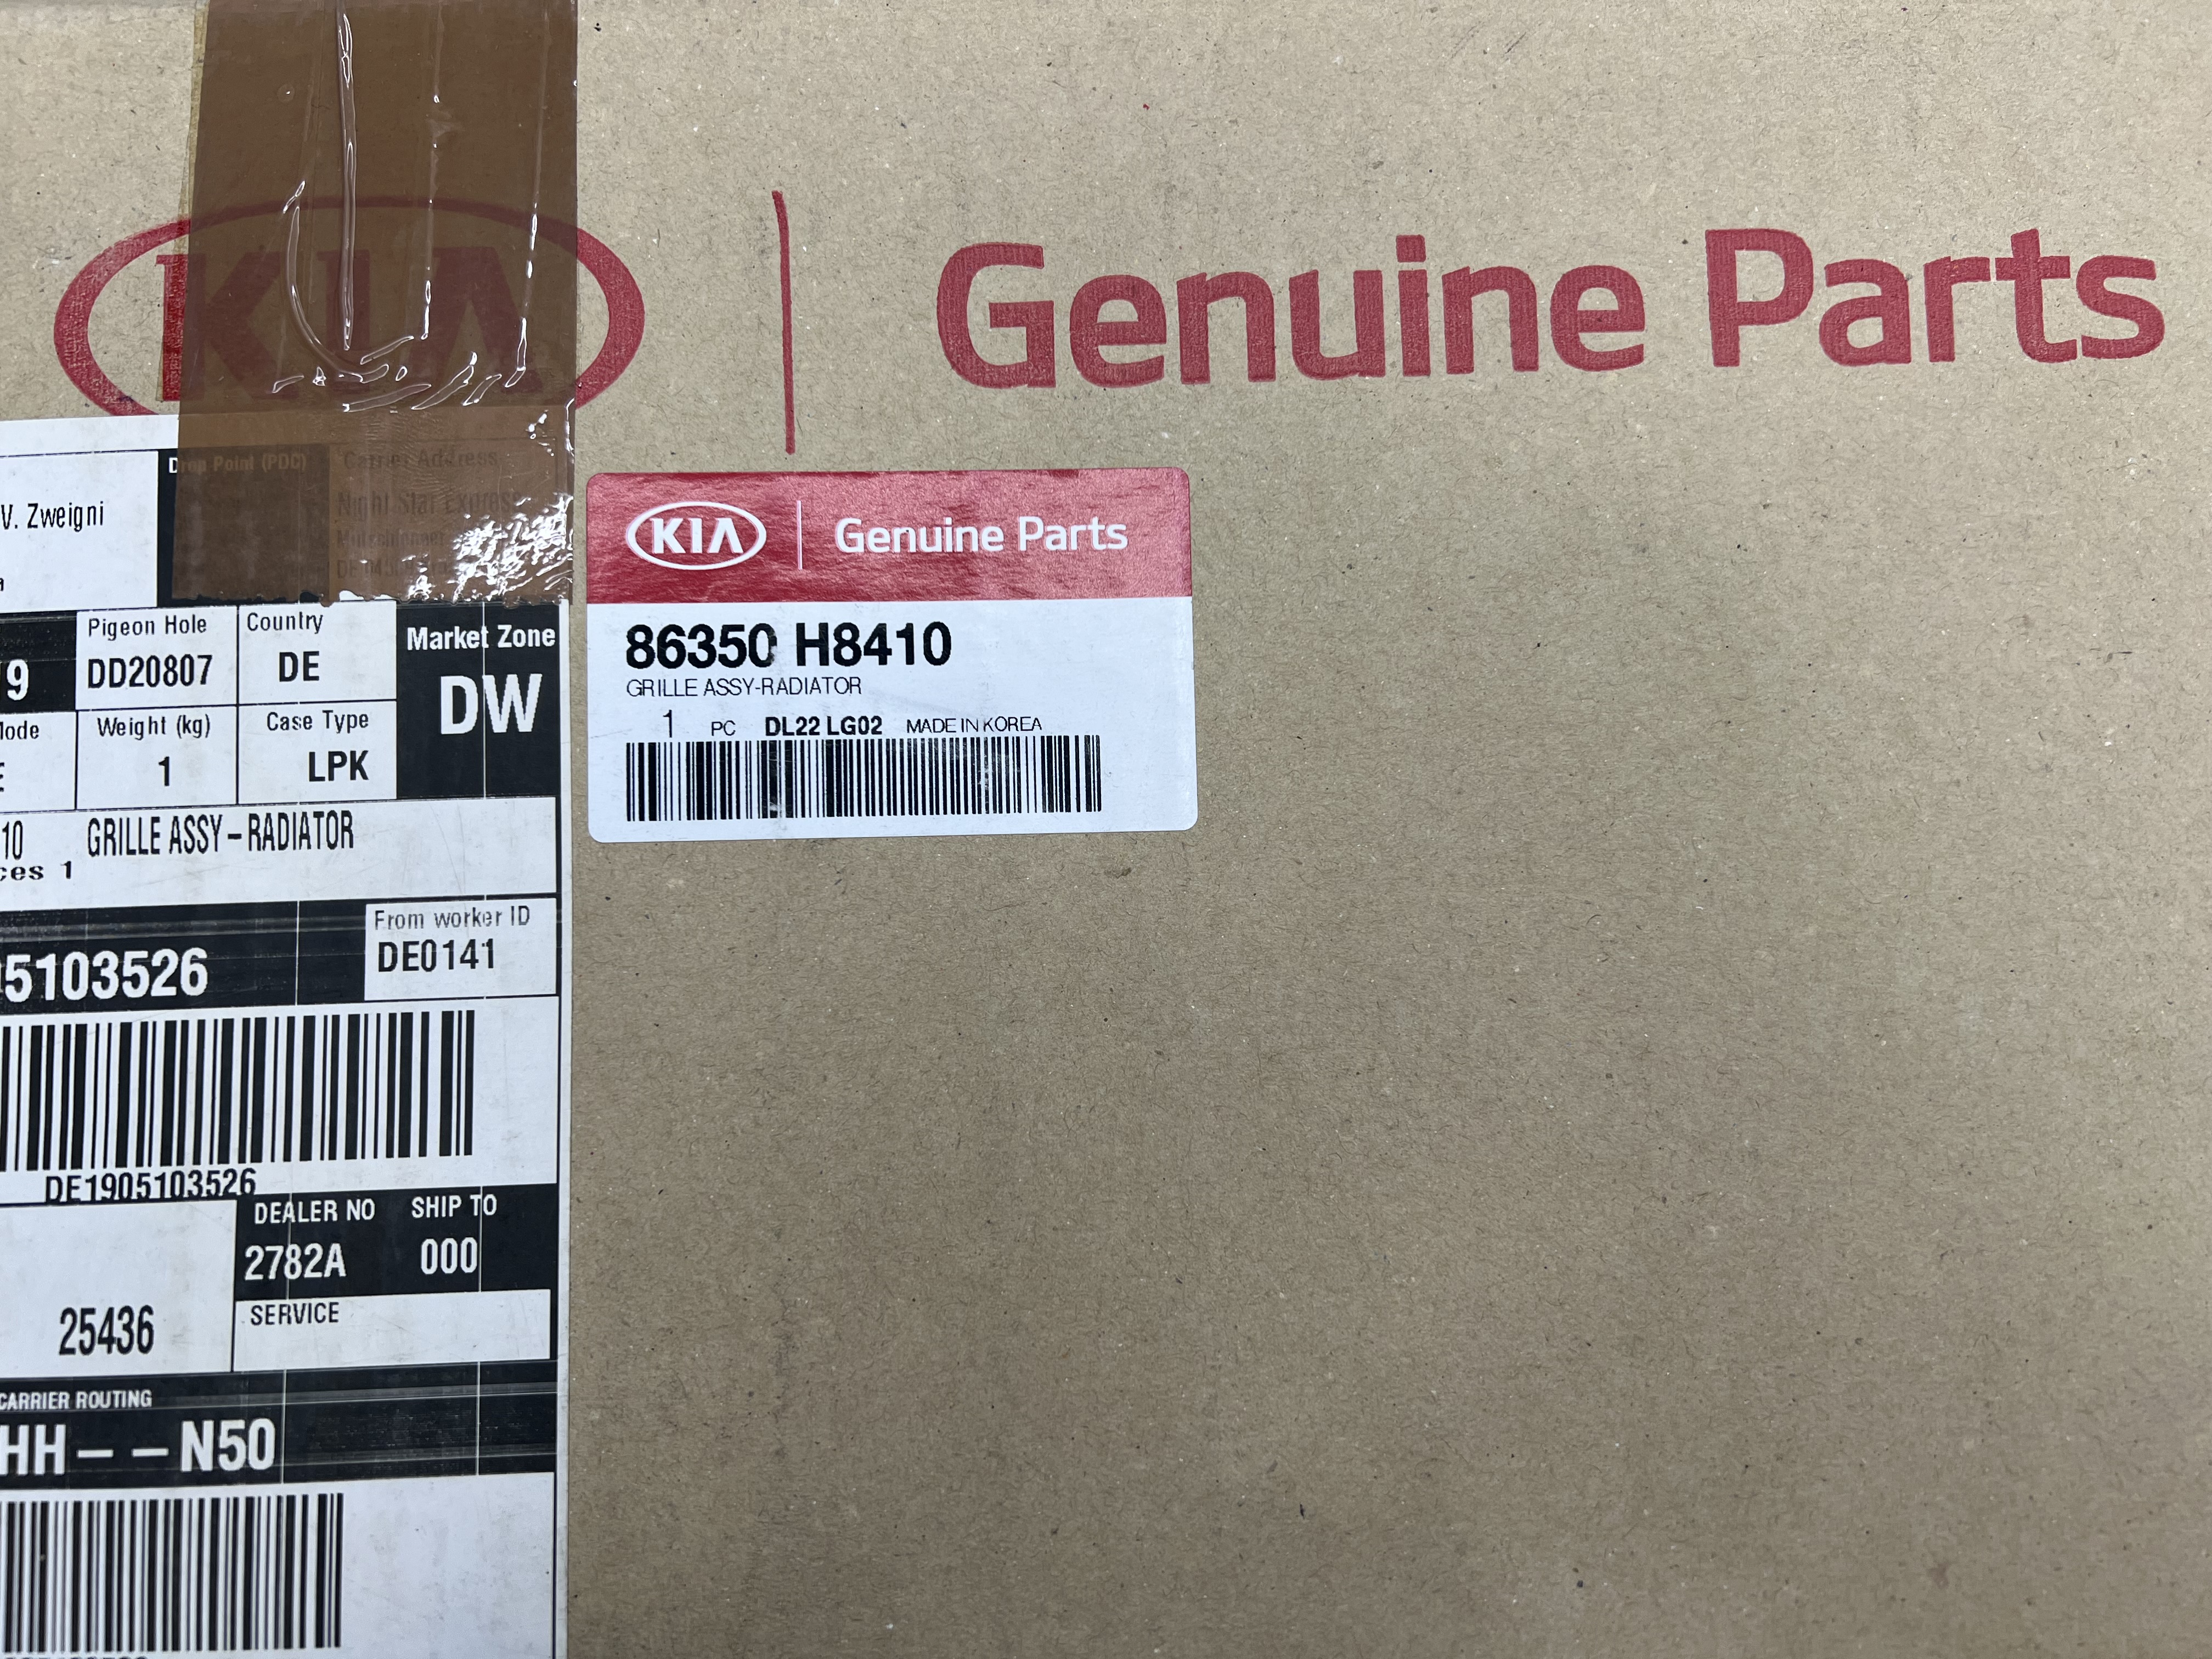 KIA Genuine Parts
Drop Point (PDC) Carrier Address
Night Star Express
V. Zweigni
KIA Genuine Parts
86350 H8410
GRILLE ASSY-RADIATOR
1 PC DL22 LG02 MADE IN KOREA
9
Pigeon Hole
DD20807
Country
DE
Market Zone
DW
Weight (kg)
1
Case Type
LPK
10 GRILLE ASSY-RADIATOR
ces 1
5103526
From worker ID
DE0141
DE1905103526
DEALER NO SHIP TO
2782A 000
25436
SERVICE
CARRIER ROUTING
HH--N50